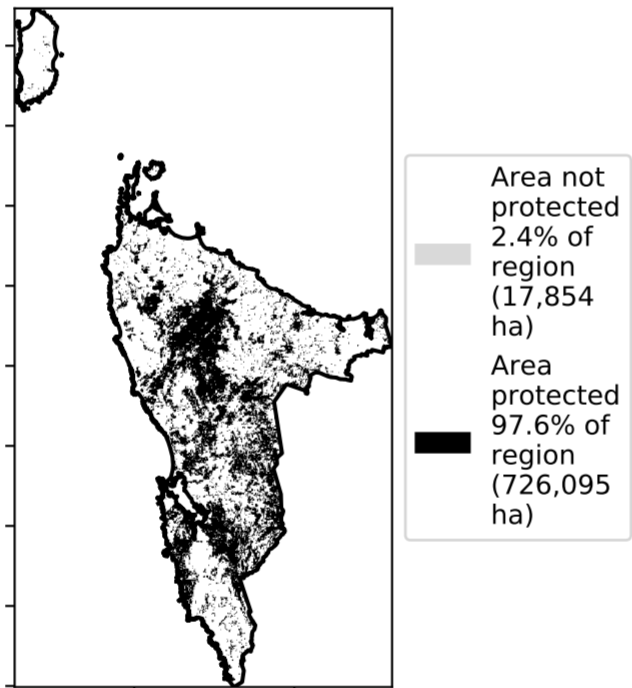 Area not
protected
2.4% of
region
(17,854
ha)
Area
protected
97.6% of
region
(726,095
ha)